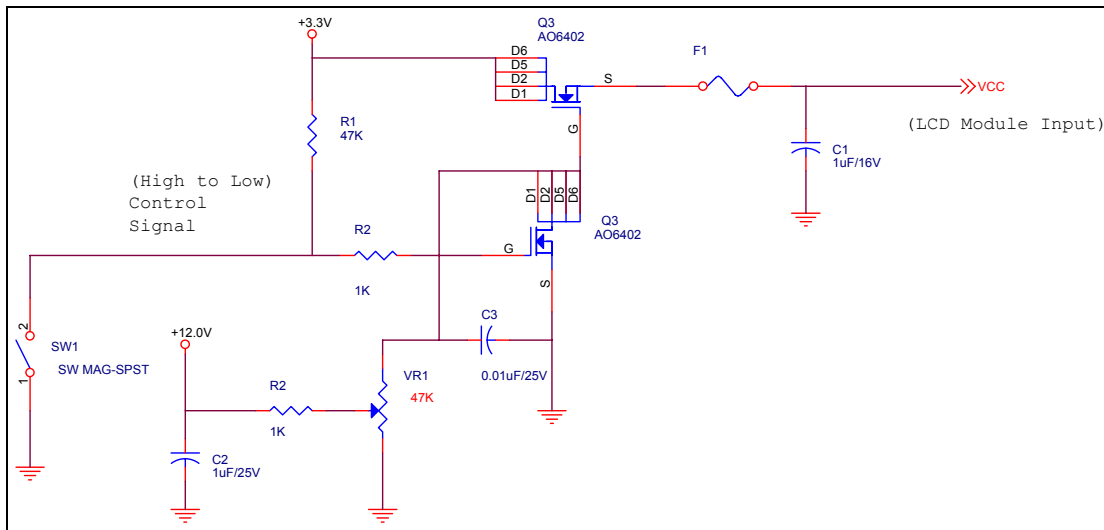 +3.3V
Q3
AO6402
D6
D5
D2
D1
S
G
F1
VCC
(LCD Module Input)
C1
1uF/16V
R1
47K
(High to Low)
Control
Signal
D1
D2
D5
D6
Q3
AO6402
G
S
R2
1K
2
1
SW1
SW MAG-SPST
+12.0V
C3
0.01uF/25V
R2
1K
VR1
47K
C2
1uF/25V